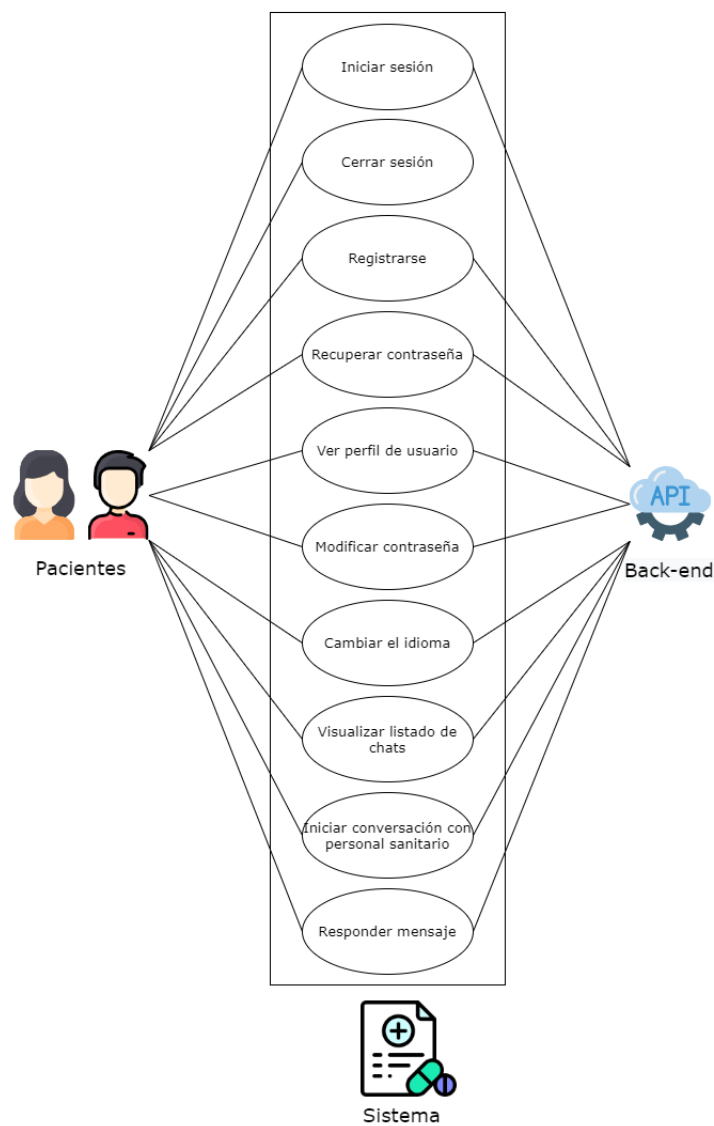 Iniciar sesión
Cerrar sesión
Registrarse
Recuperar contraseña
Ver perfil de usuario
Modificar contraseña
Pacientes
API
Back-end
Cambiar el idioma
Visualizar listado de
chats
Iniciar conversación con
personal sanitario
Responder mensaje
Sistema